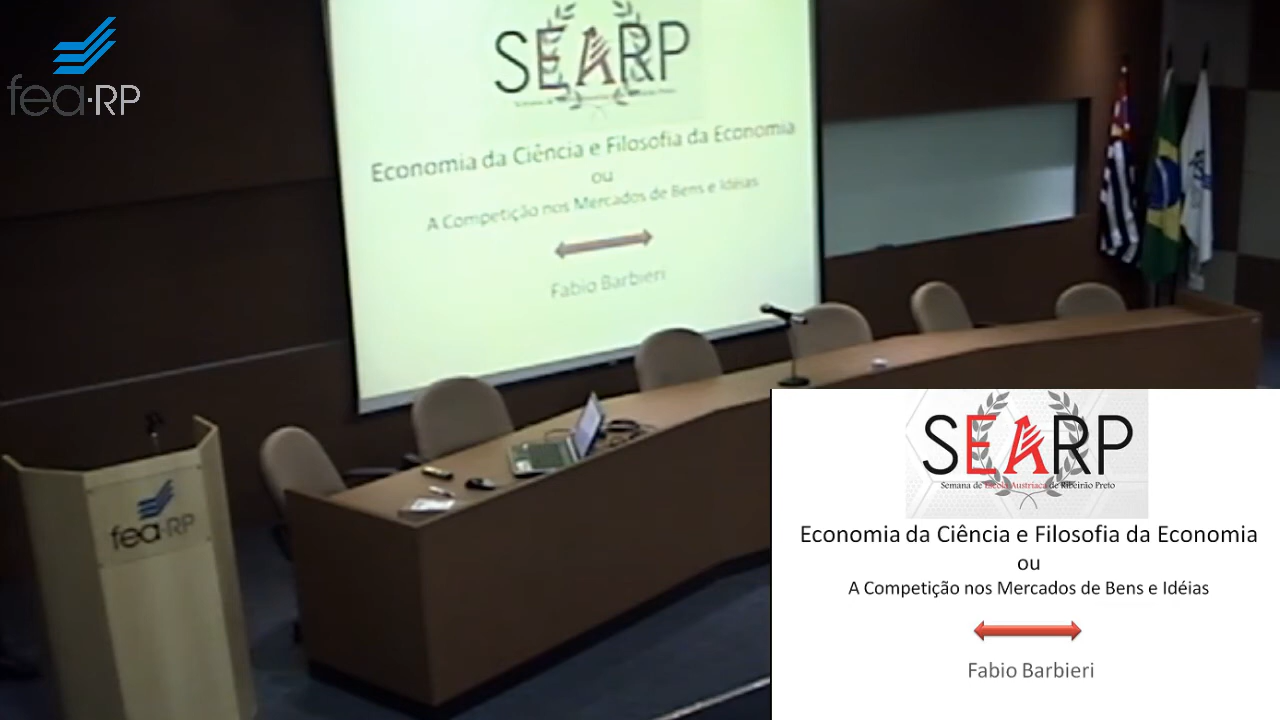 fea·RP
SEARP
Economia da Ciência e Filosofia da Economia
ou
A Competição nos Mercados de Bens e Idéias
Fabio Barbieri
fea·RP
SEARP
Semana de Escola Austríaca de Ribeirão Preto
Economia da Ciência e Filosofia da Economia
ou
A Competição nos Mercados de Bens e Idéias
Fabio Barbieri